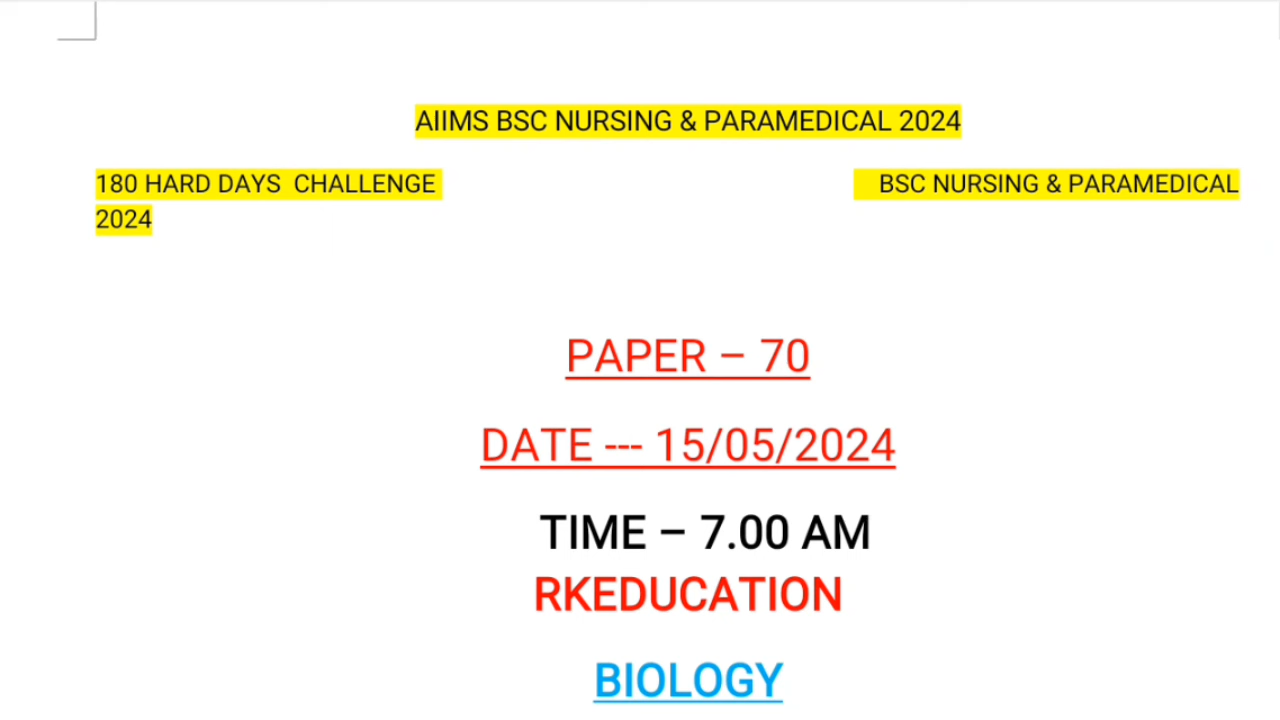 AIIMS BSC NURSING & PARAMEDICAL 2024
180 HARD DAYS  CHALLENGE BSC NURSING & PARAMEDICAL
2024
PAPER – 70
DATE --- 15/05/2024
TIME – 7.00 AM
RKEDUCATION
BIOLOGY